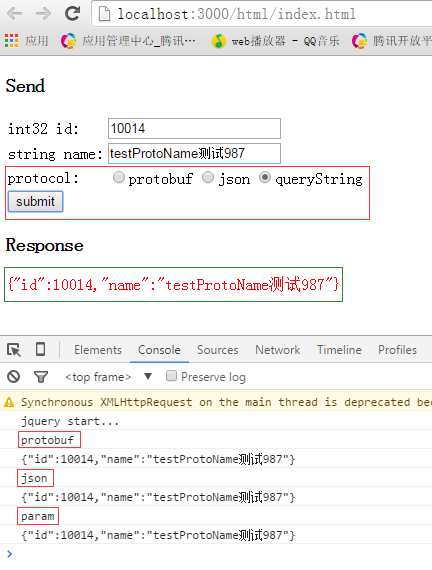 localhost:3000/html/index.html
应用 应用管理中心_腾讯 web播放器 - QQ音乐 腾讯开放平
Send
int32 id: 10014
string name: testProtoName测试987
protocol: protobuf json queryString
submit
Response
{"id":10014,"name":"testProtoName测试987"}
Elements Console Sources Network Timeline Profiles
<top frame> ▼ Preserve log
Synchronous XMLHttpRequest on the main thread is deprecated bec
jquery start...
protobuf
{"id":10014,"name":"testProtoName测试987"}
json
{"id":10014,"name":"testProtoName测试987"}
param
{"id":10014,"name":"testProtoName测试987"}